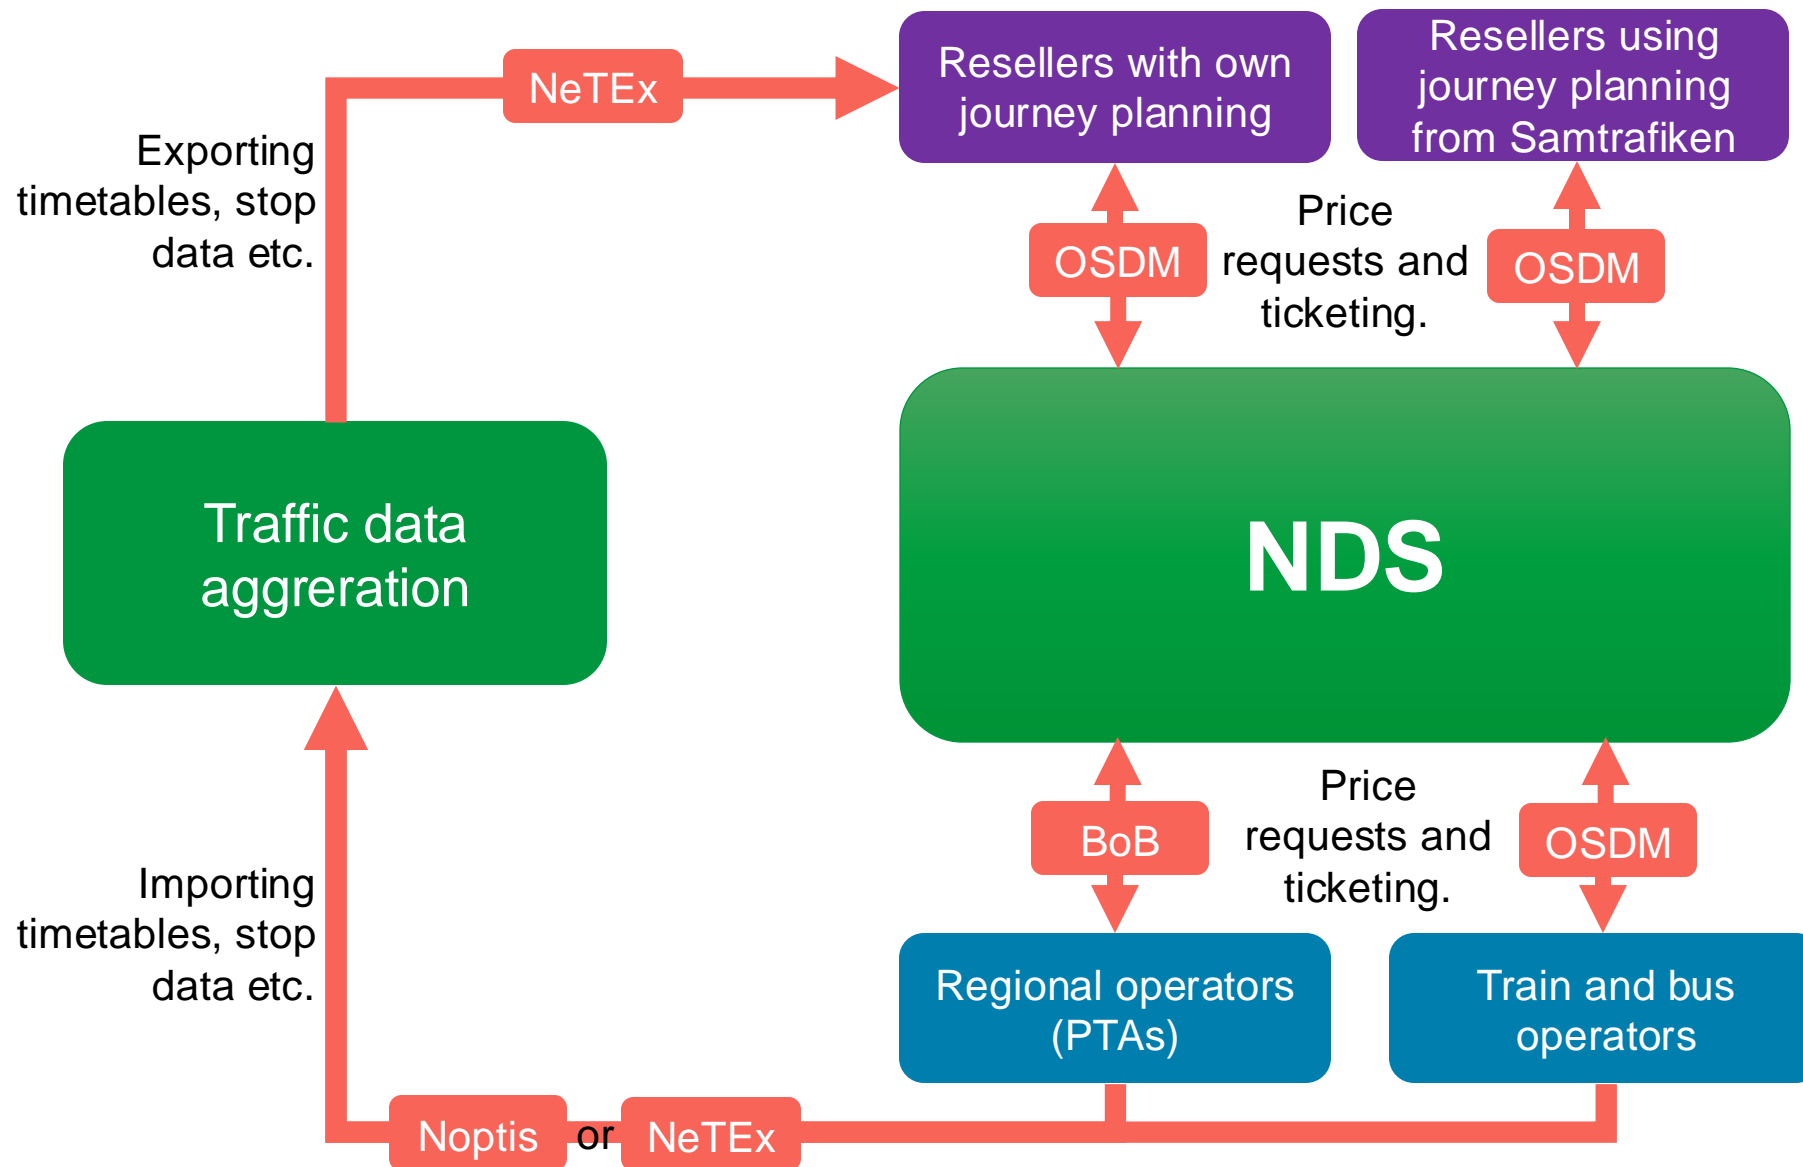 NeTEx
Resellers with own
journey planning
Resellers using
journey planning
from Samtrafiken
Exporting
timetables, stop
data etc.
OSDM
Price
requests and
ticketing.
OSDM
Traffic data
aggreration
NDS
BoB
Price
requests and
ticketing.
OSDM
Importing
timetables, stop
data etc.
Regional operators
(PTAs)
Train and bus
operators
Noptis or NeTEx